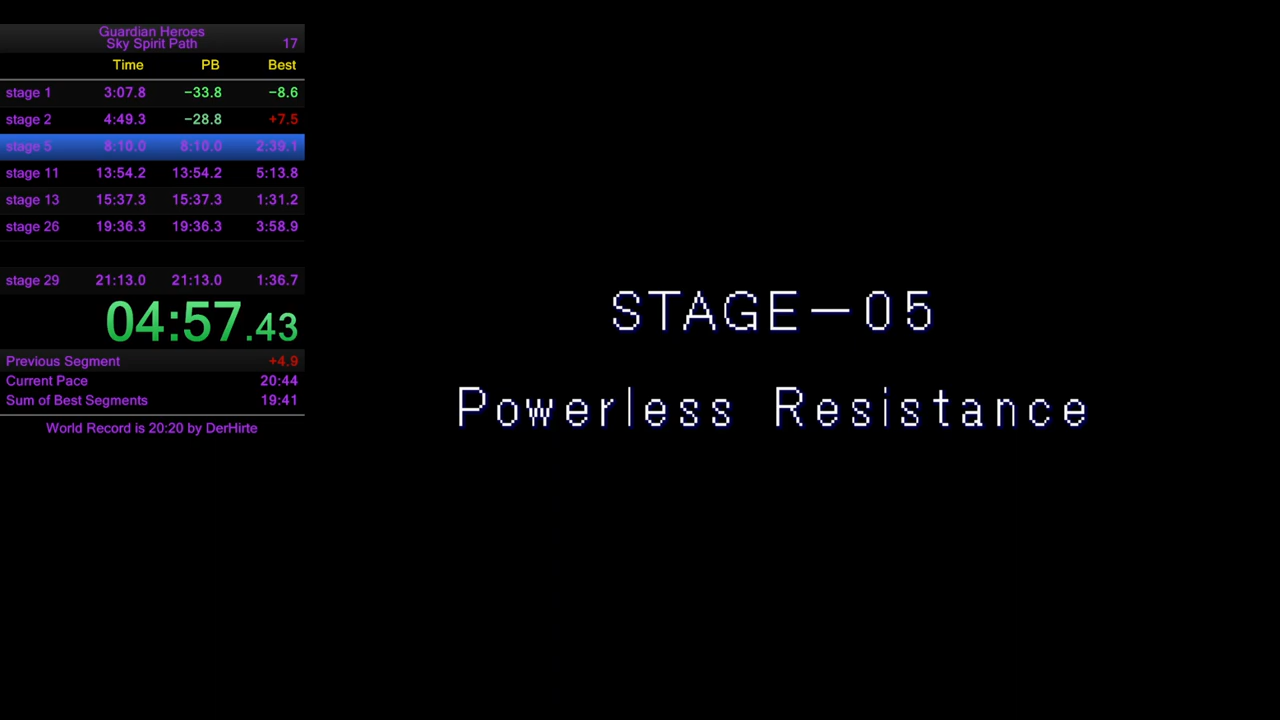 Guardian Heroes
Sky Spirit Path 17
Time PB Best
stage 1 3:07.8 −33.8 −8.6
stage 2 4:49.3 −28.8 +7.5
stage 5 8:10.0 8:10.0 2:39.1
stage 11 13:54.2 13:54.2 5:13.8
stage 13 15:37.3 15:37.3 1:31.2
stage 26 19:36.3 19:36.3 3:58.9
stage 29 21:13.0 21:13.0 1:36.7
04:57.43
Previous Segment +4.9
Current Pace 20:44
Sum of Best Segments 19:41
World Record is 20:20 by DerHirte
STAGE−05
Powerless Resistance